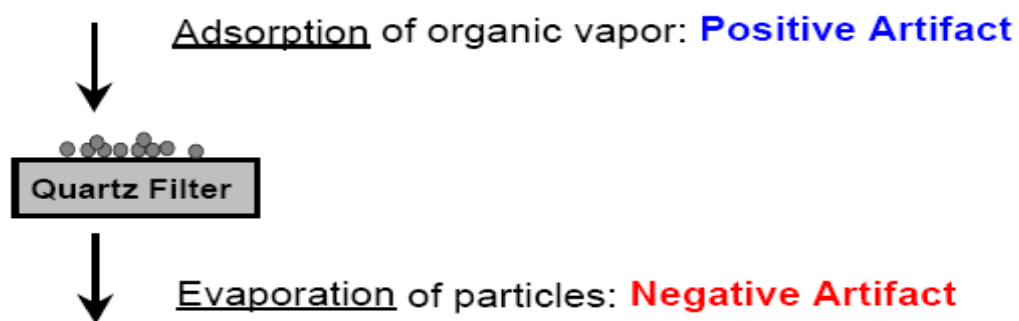 Adsorption of organic vapor: Positive Artifact
Quartz Filter
Evaporation of particles: Negative Artifact